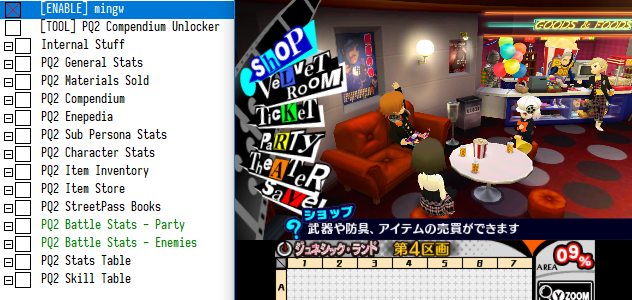 [ENABLE] mingw
[TOOL] PQ2 Compendium Unlocker
Internal Stuff
PQ2 General Stats
PQ2 Materials Sold
PQ2 Compendium
PQ2 Enepedia
PQ2 Sub Persona Stats
PQ2 Character Stats
PQ2 Item Inventory
PQ2 Item Store
PQ2 StreetPass Books
PQ2 Battle Stats - Party
PQ2 Battle Stats - Enemies
PQ2 Stats Table
PQ2 Skill Table
GOODS & FOODS
SHOP
VELVET
ROOM
TICKET
PARTY
THEATER
SAVE!
?
ショップ
武器や防具、アイテムの売買ができます
ジュネシック・ランド 第4区画
1 2 3 4 5 6 7
A
AREA 09%
Y ZOOM